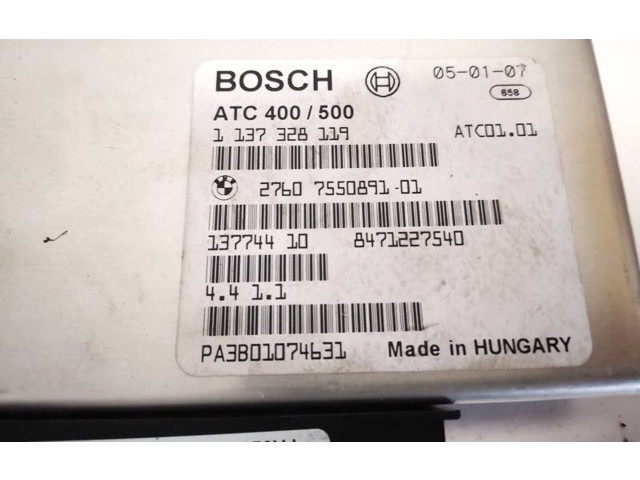 BOSCH 05-01-07
658
ATC 400 / 500
1 137 328 119 ATC01.01
2760 7550891-01
137744 10 8471227540
4.4 1.1
PA3B01074631 Made in HUNGARY